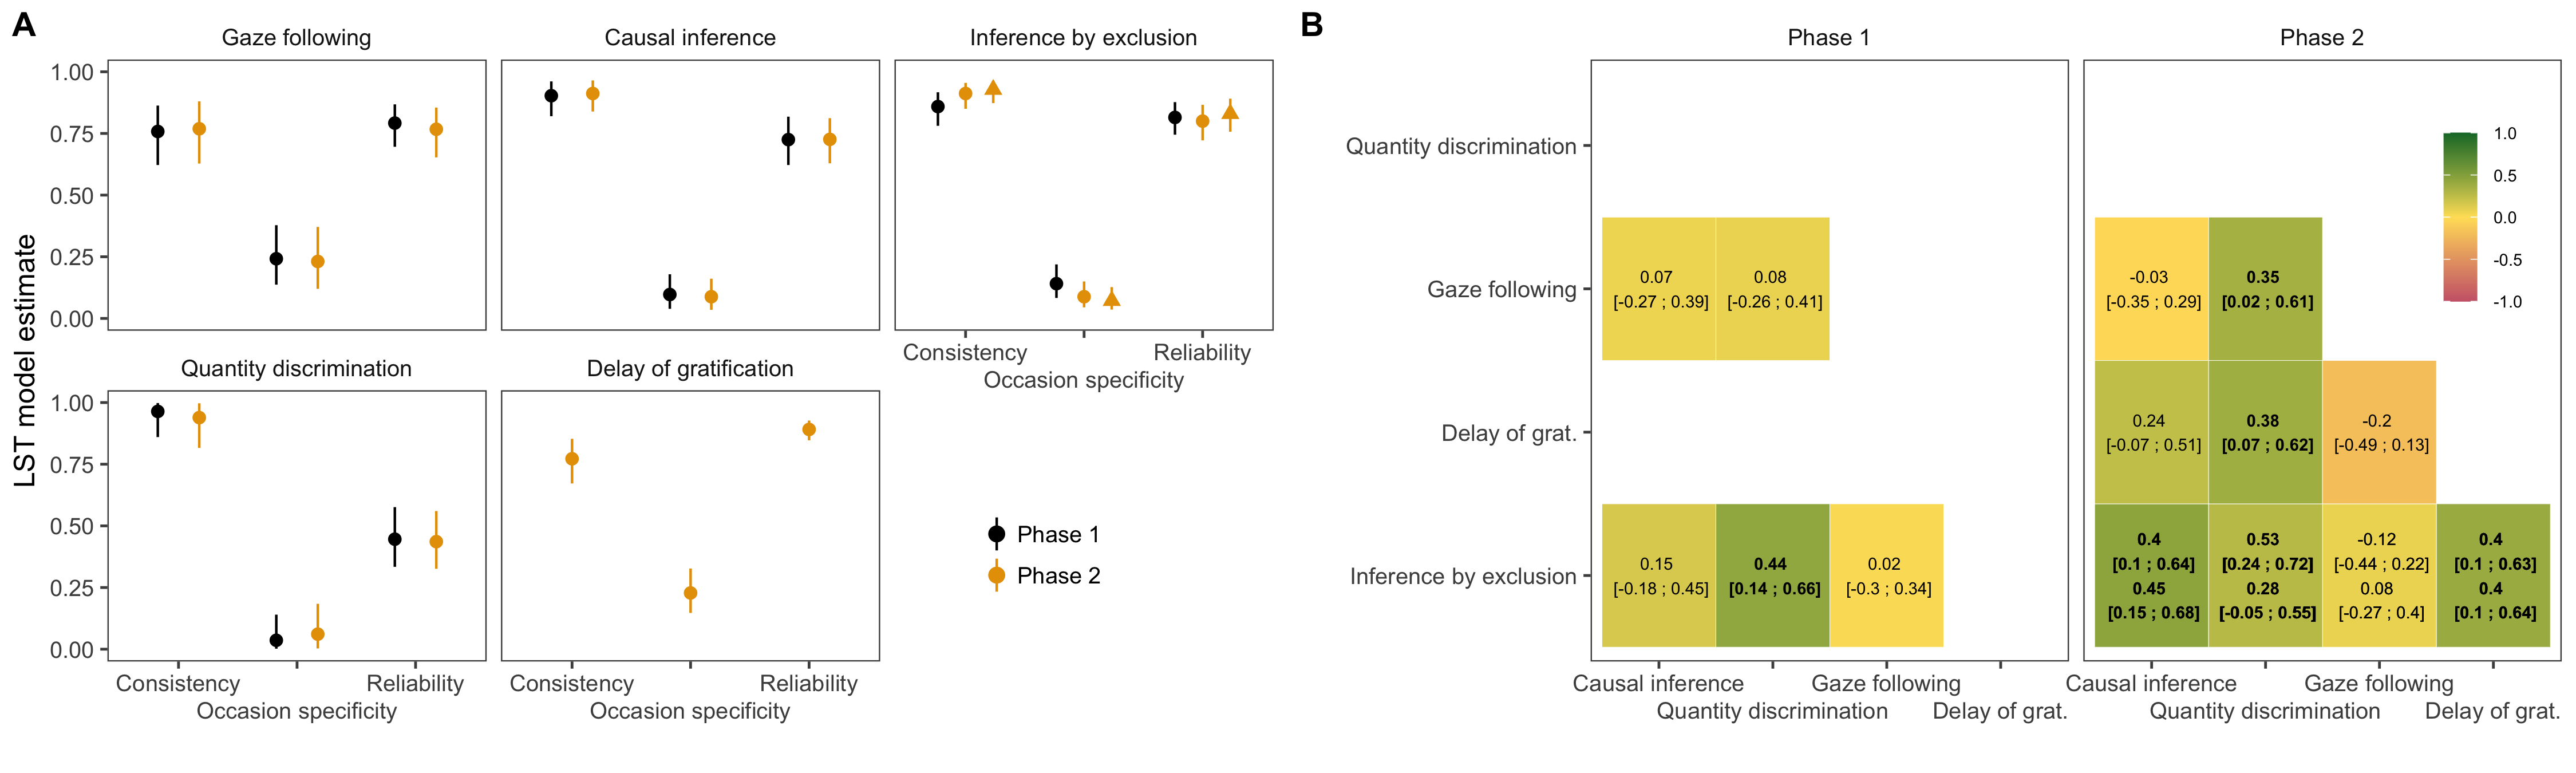 A
Gaze following
Causal inference
Inference by exclusion
LST model estimate
1.00
0.75
0.50
0.25
0.00
Consistency
Reliability
Occasion specificity
Quantity discrimination
Delay of gratification
1.00
0.75
0.50
0.25
0.00
Consistency
Reliability
Occasion specificity
Consistency
Reliability
Occasion specificity
Phase 1
Phase 2
B
Phase 1
Phase 2
Quantity discrimination
Gaze following
Delay of grat.
Inference by exclusion
0.07
[-0.27 ; 0.39]
0.08
[-0.26 ; 0.41]
0.15
[-0.18 ; 0.45]
0.44
[0.14 ; 0.66]
0.02
[-0.3 ; 0.34]
Causal inference
Gaze following
Quantity discrimination
Delay of grat.
-0.03
[-0.35 ; 0.29]
0.35
[0.02 ; 0.61]
0.24
[-0.07 ; 0.51]
0.38
[0.07 ; 0.62]
-0.2
[-0.49 ; 0.13]
0.4
[0.1 ; 0.64]
0.45
[0.15 ; 0.68]
0.53
[0.24 ; 0.72]
0.28
[-0.05 ; 0.55]
-0.12
[-0.44 ; 0.22]
0.08
[-0.27 ; 0.4]
0.4
[0.1 ; 0.63]
0.4
[0.1 ; 0.64]
Causal inference
Gaze following
Quantity discrimination
Delay of grat.
1.0
0.5
0.0
-0.5
-1.0